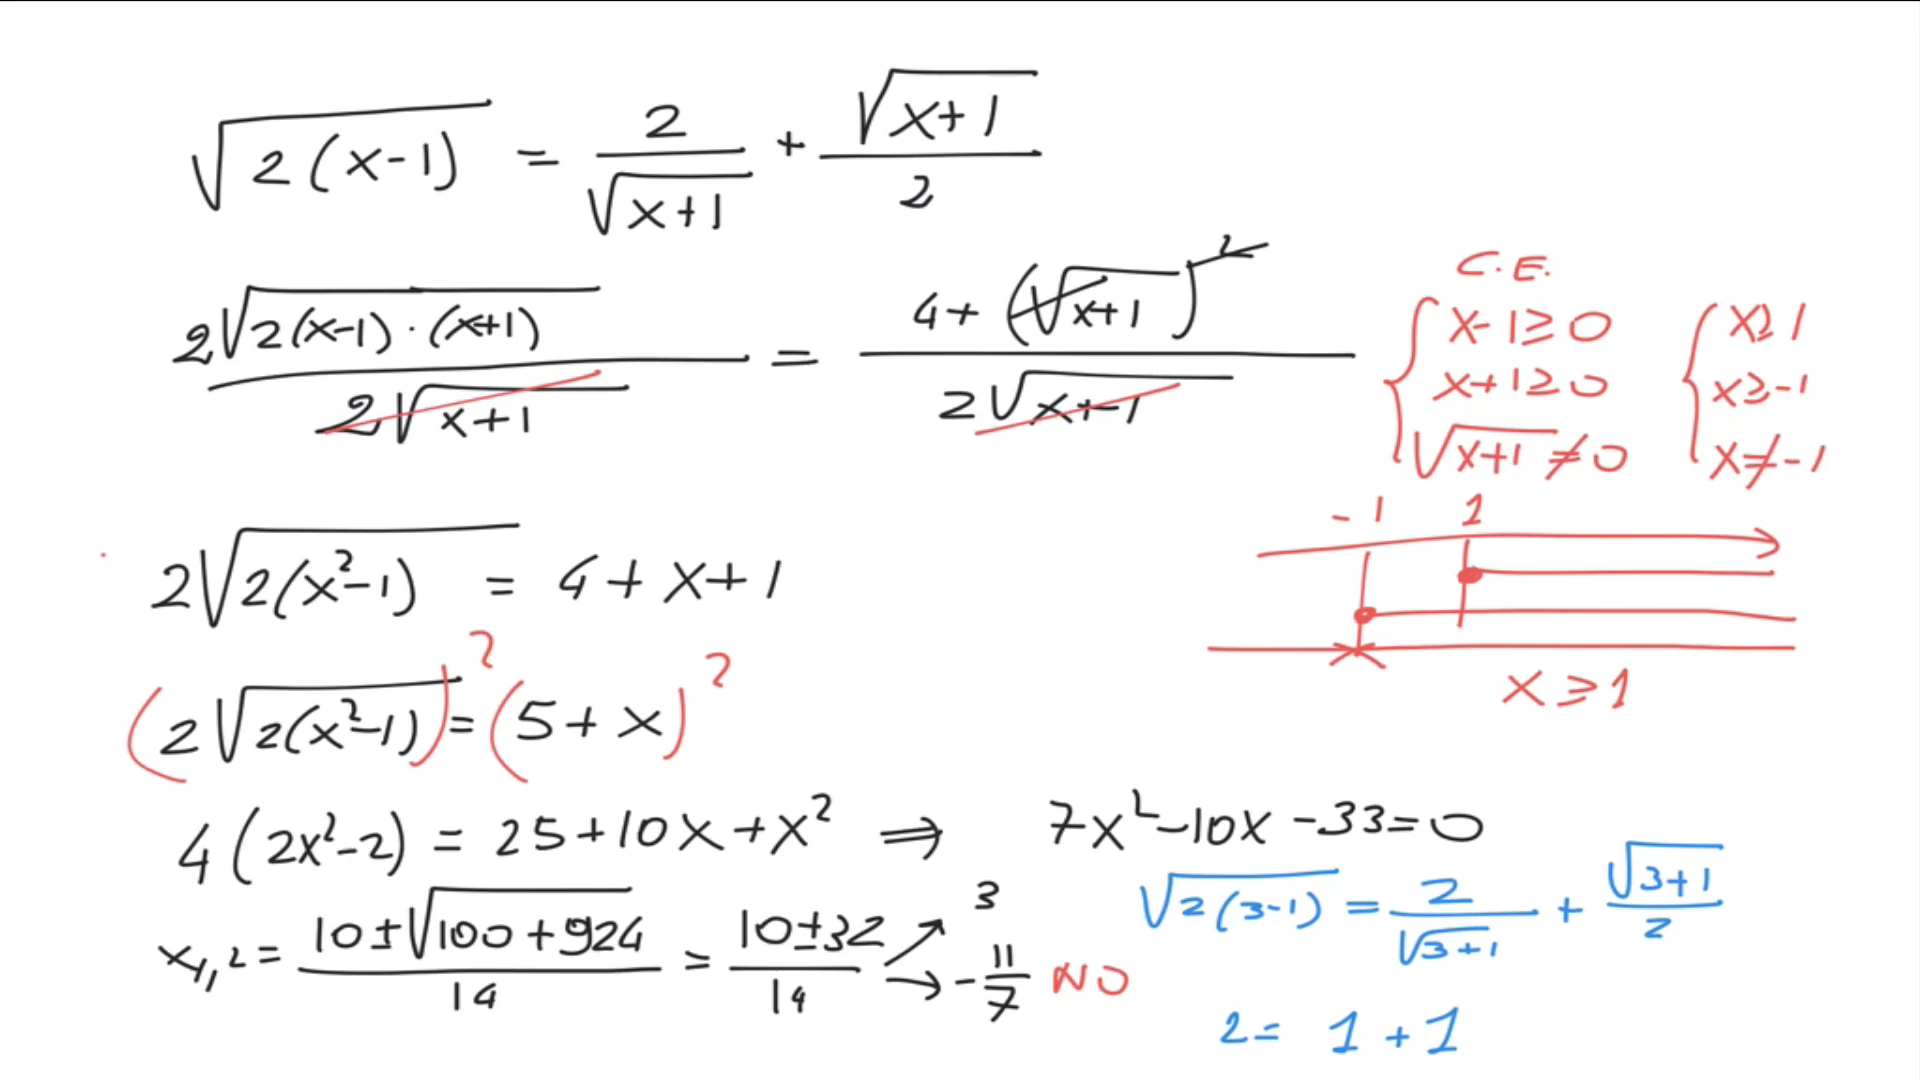 √(2(x-1)) = 2/√(x+1) + √(x+1)/2
2√(2(x-1)·(x+1))/(2√(x+1)) = (4+(√(x+1))²)/(2√(x+1))
C.E.
{ x-1≥0 { x≥1
x+1≥0 x≥-1
√(x+1)≠0 x≠-1
-1 1
x≥1
2√(2(x²-1)) = 4+x+1
(2√(2(x²-1)))² = (5+x)²
4(2x²-2) = 25+10x+x² ⇒ 7x²-10x-33=0
x₁,₂ = (10±√(100+924))/14 = (10±32)/14 ↗ 3 → -11/7 NO
√(2(3-1)) = 2/√(3+1) + √(3+1)/2
2 = 1 + 1